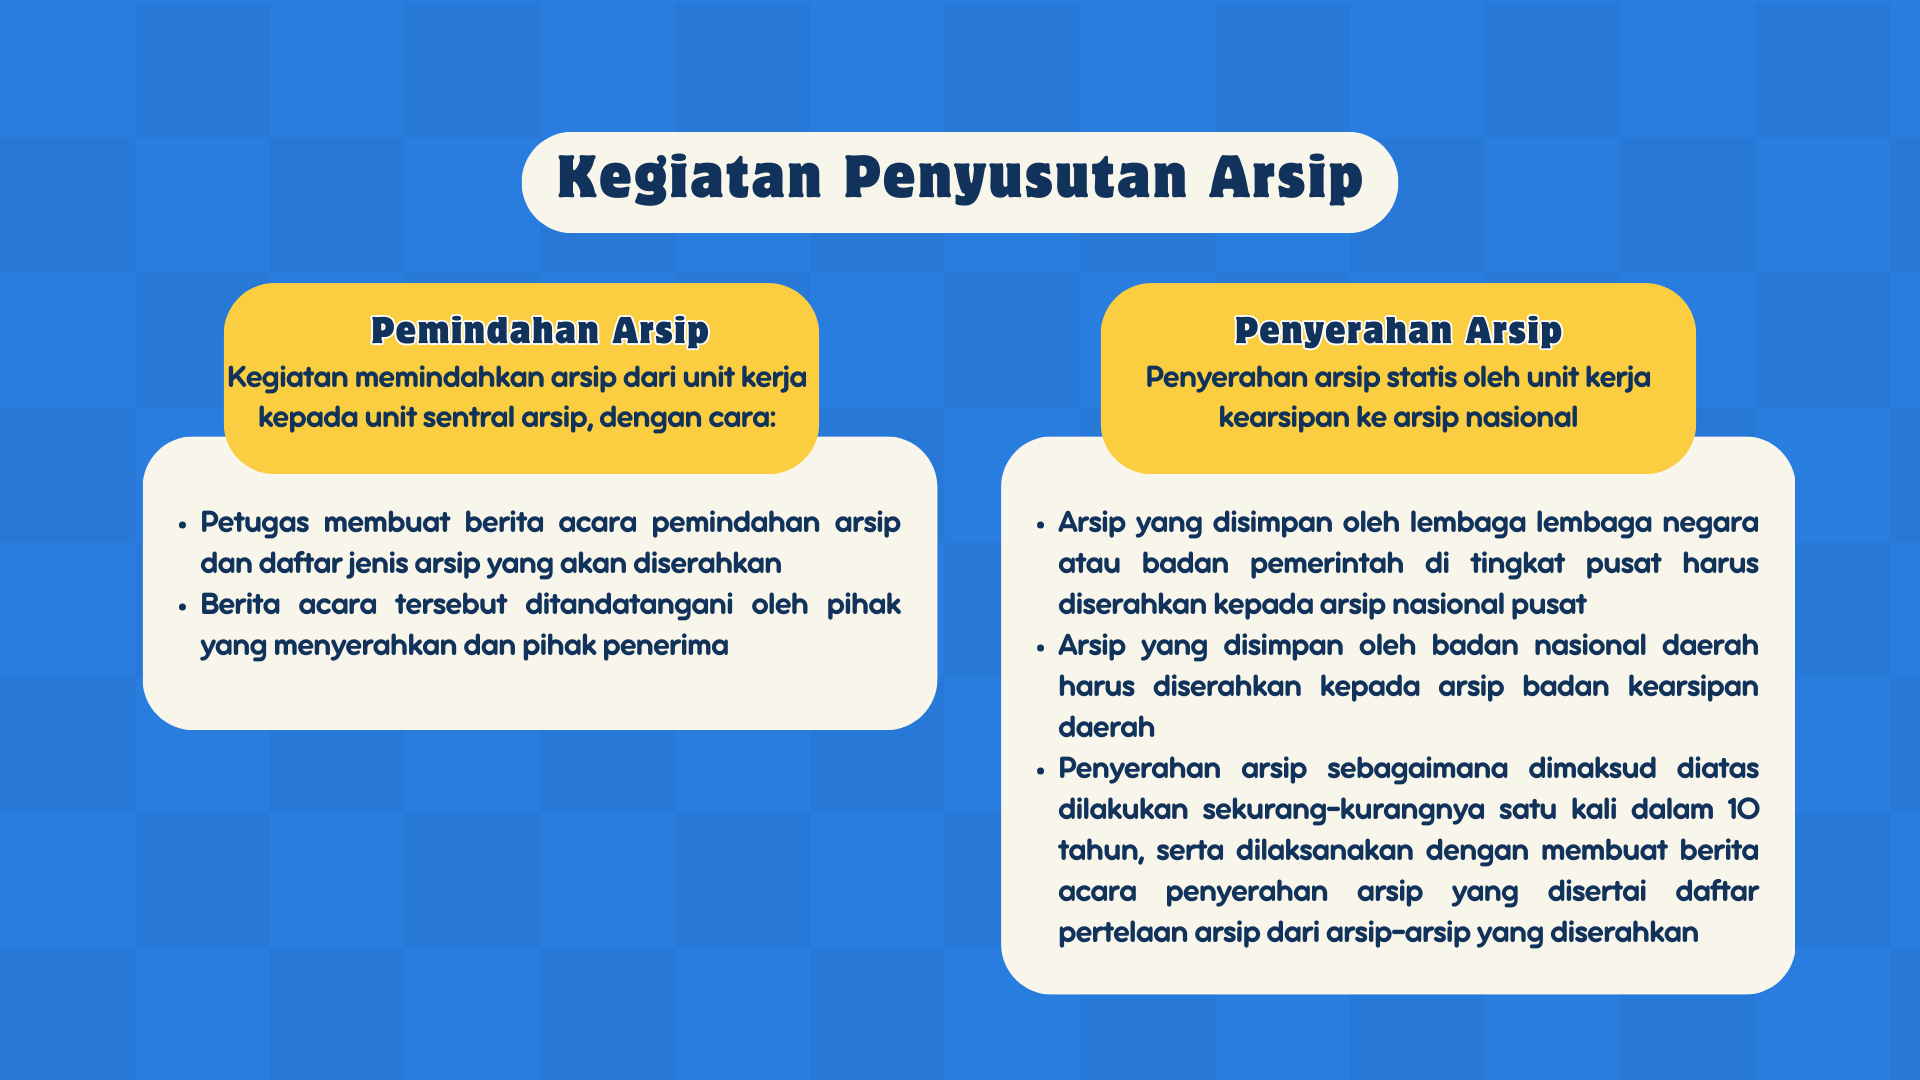 Kegiatan Penyusutan Arsip
Pemindahan Arsip
Kegiatan memindahkan arsip dari unit kerja
kepada unit sentral arsip, dengan cara:
• Petugas membuat berita acara pemindahan arsip
dan daftar jenis arsip yang akan diserahkan
• Berita acara tersebut ditandatangani oleh pihak
yang menyerahkan dan pihak penerima
Penyerahan Arsip
Penyerahan arsip statis oleh unit kerja
kearsipan ke arsip nasional
• Arsip yang disimpan oleh lembaga lembaga negara
atau badan pemerintah di tingkat pusat harus
diserahkan kepada arsip nasional pusat
• Arsip yang disimpan oleh badan nasional daerah
harus diserahkan kepada arsip badan kearsipan
daerah
• Penyerahan arsip sebagaimana dimaksud diatas
dilakukan sekurang-kurangnya satu kali dalam 10
tahun, serta dilaksanakan dengan membuat berita
acara penyerahan arsip yang disertai daftar
pertelaan arsip dari arsip-arsip yang diserahkan